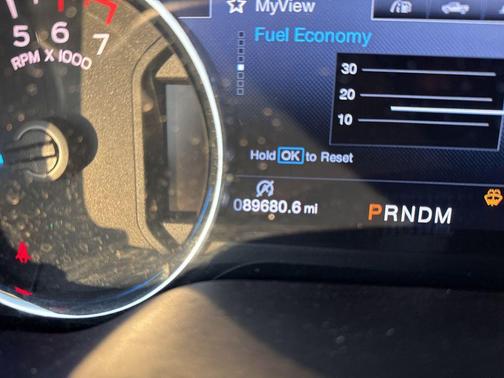 MyView
Fuel Economy
5 6 7
RPM X 1000
30
20
10
Hold OK to Reset
089680.6 mi
PRNDM